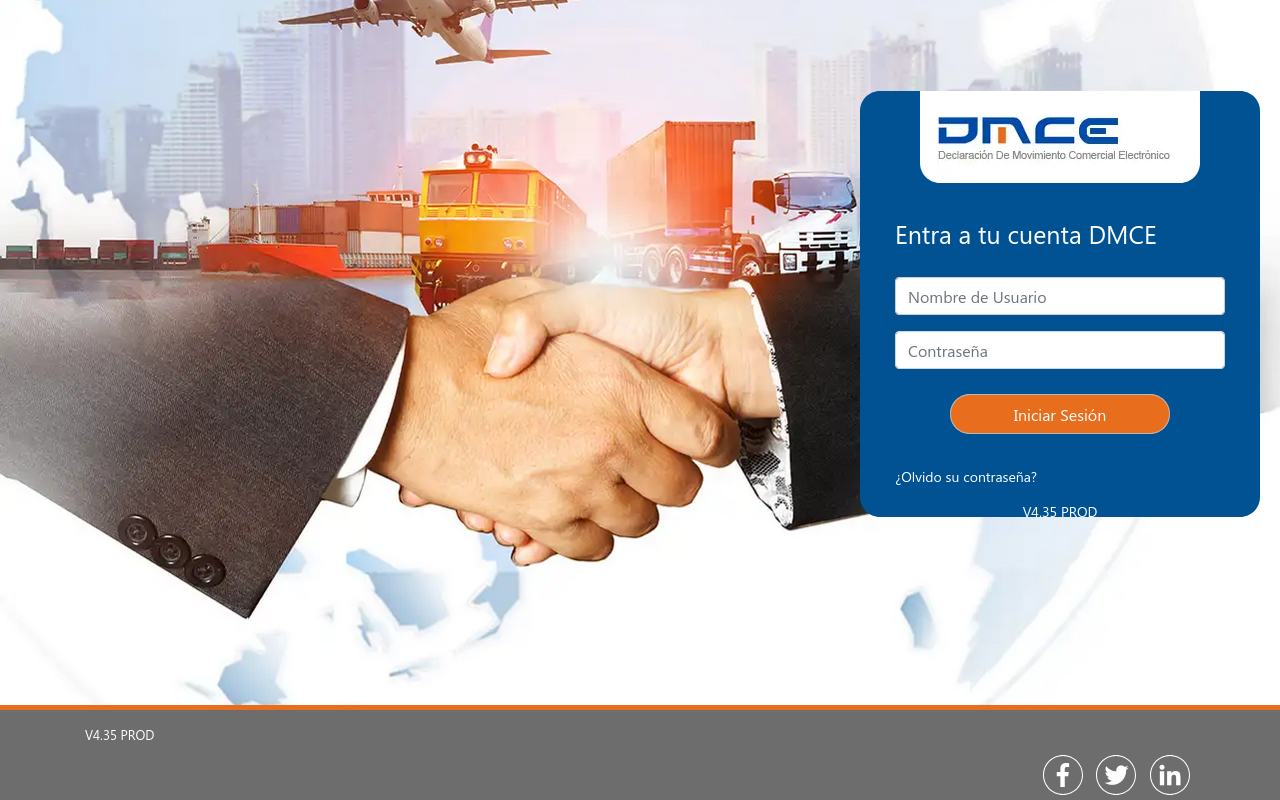 DMCE
Declaración De Movimiento Comercial Electrónico
Entra a tu cuenta DMCE
Nombre de Usuario
Contraseña
Iniciar Sesión
¿Olvido su contraseña?
V4.35 PROD
V4.35 PROD